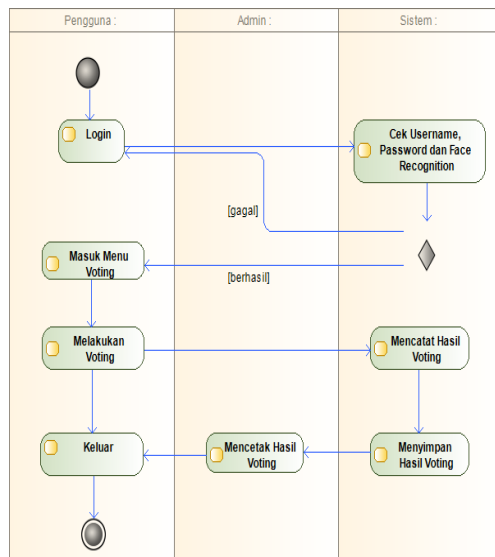 Pengguna :
Admin :
Sistem :
Login
Cek Username,
Password dan Face
Recognition
[gagal]
[berhasil]
Masuk Menu
Voting
Melakukan
Voting
Mencatat Hasil
Voting
Keluar
Mencetak Hasil
Voting
Menyimpan
Hasil Voting